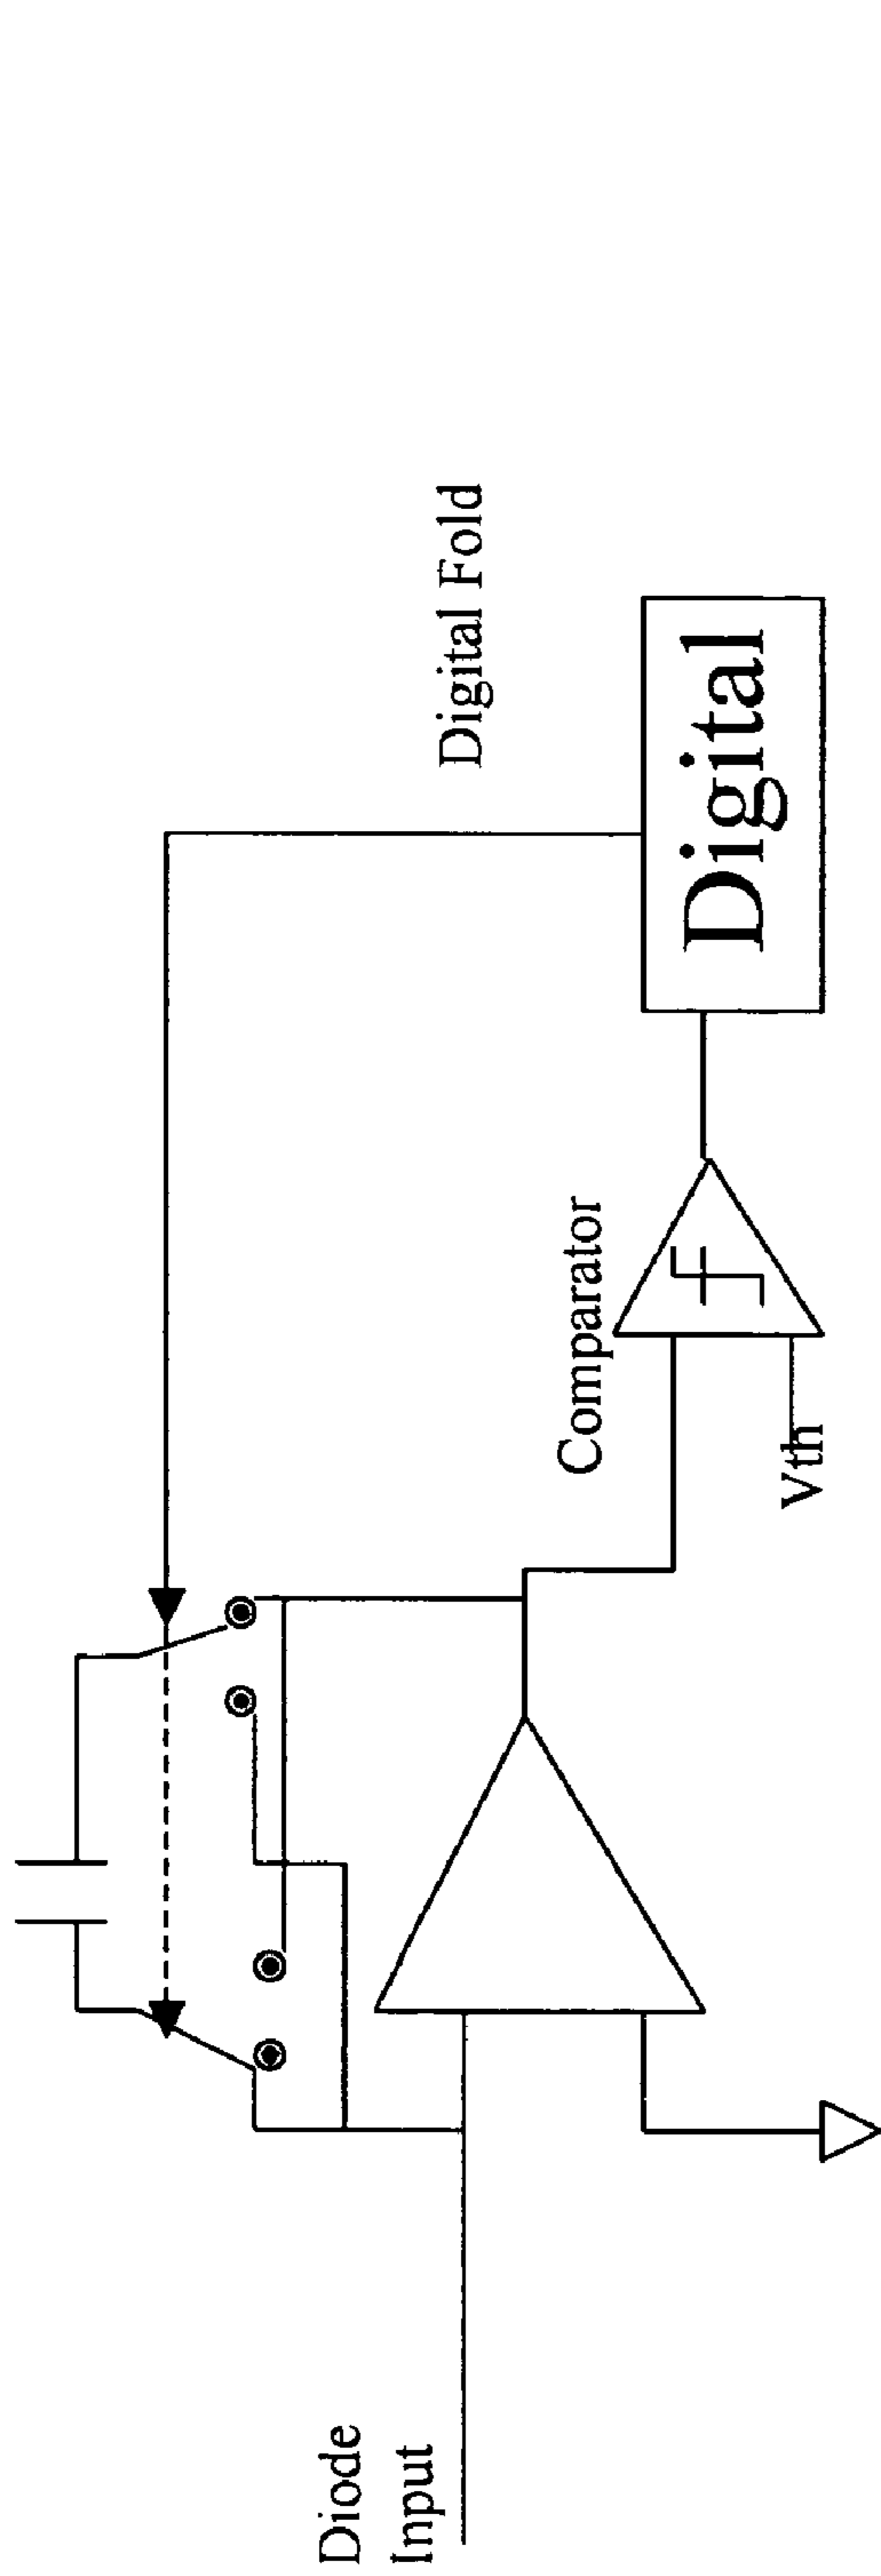 Diode
Input
Comparator
Vth
Digital
Digital Fold